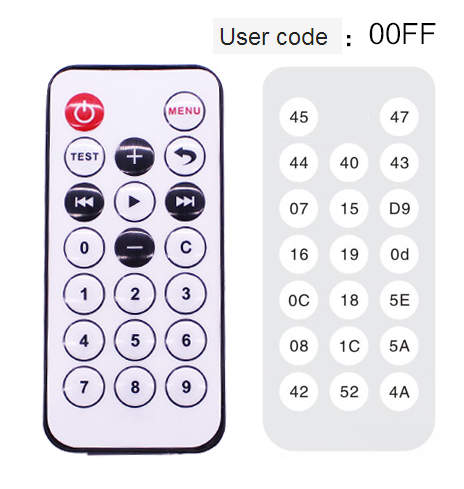 User code : 00FF
MENU
TEST + 
0 − C
1 2 3
4 5 6
7 8 9
45 47
44 40 43
07 15 D9
16 19 0d
0C 18 5E
08 1C 5A
42 52 4A